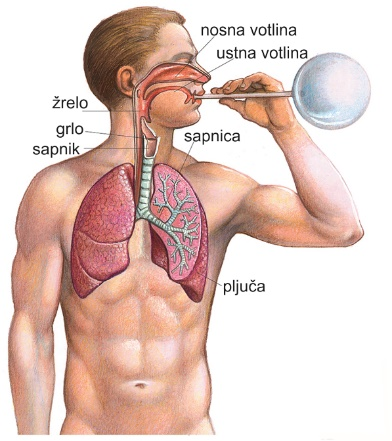 nosna votlina
ustna votlina
žrelo
grlo
sapnik
sapnica
pljuča